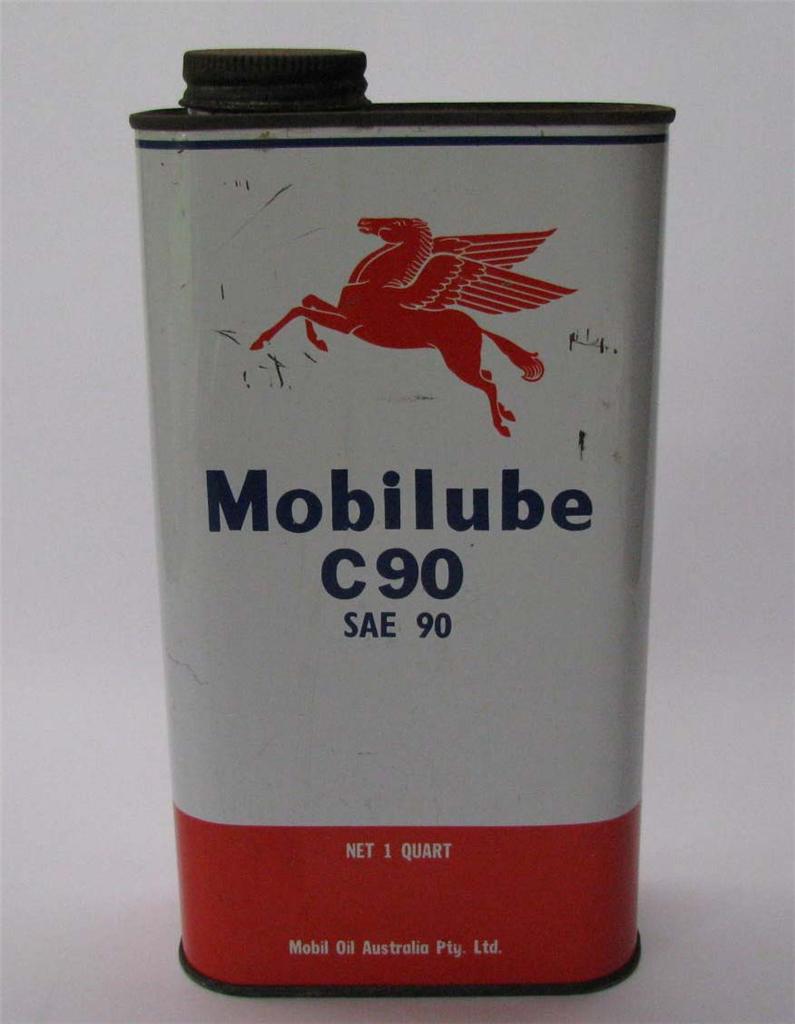 Mobilube
C90
SAE 90
NET 1 QUART
Mobil Oil Australia Pty. Ltd.